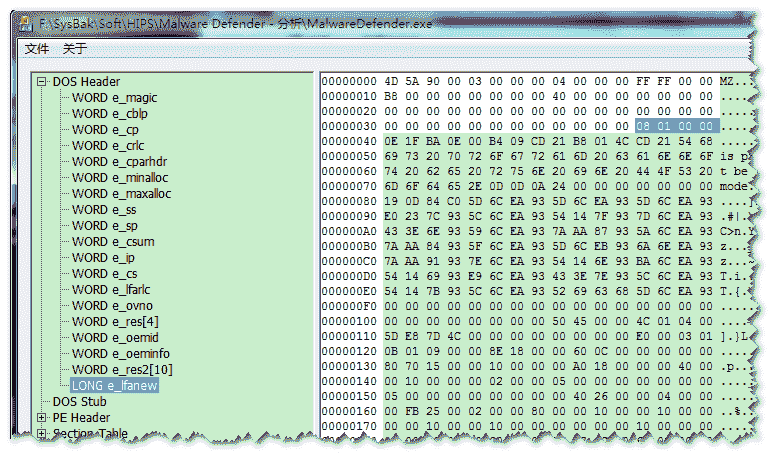 F:\SysBak\Soft\HIPS\Malware Defender - 分析\MalwareDefender.exe
文件 关于
DOS Header
WORD e_magic
WORD e_cblp
WORD e_cp
WORD e_crlc
WORD e_cparhdr
WORD e_minalloc
WORD e_maxalloc
WORD e_ss
WORD e_sp
WORD e_csum
WORD e_ip
WORD e_cs
WORD e_lfarlc
WORD e_ovno
WORD e_res[4]
WORD e_oemid
WORD e_oeminfo
WORD e_res2[10]
LONG e_lfanew
DOS Stub
PE Header
Section Table
00000000 4D 5A 90 00 03 00 00 00 04 00 00 00 FF FF 00 00 MZ...
00000010 B8 00 00 00 00 00 00 00 40 00 00 00 00 00 00 00 .....
00000020 00 00 00 00 00 00 00 00 00 00 00 00 00 00 00 00 .....
00000030 00 00 00 00 00 00 00 00 00 00 00 00 08 01 00 00 .....
00000040 0E 1F BA 0E 00 B4 09 CD 21 B8 01 4C CD 21 54 68 .....
00000050 69 73 20 70 72 6F 67 72 61 6D 20 63 61 6E 6E 6F is p
00000060 74 20 62 65 20 72 75 6E 20 69 6E 20 44 4F 53 20 t be
00000070 6D 6F 64 65 2E 0D 0D 0A 24 00 00 00 00 00 00 00 mode.
00000080 19 0D 84 C0 5D 6C EA 93 5D 6C EA 93 5D 6C EA 93 ....]
00000090 E0 23 7C 93 5C 6C EA 93 54 14 7F 93 7D 6C EA 93 .#|.\
000000A0 43 3E 6E 93 59 6C EA 93 7A AA 87 93 5A 6C EA 93 C>n.Y
000000B0 7A AA 84 93 5F 6C EA 93 5D 6C EB 93 6A 6E EA 93 z...
000000C0 7A AA 91 93 7E 6C EA 93 54 14 6E 93 BA 6C EA 93 z...~
000000D0 54 14 69 93 E9 6C EA 93 43 3E 7E 93 5C 6C EA 93 T.i.
000000E0 54 14 7B 93 5C 6C EA 93 52 69 63 68 5D 6C EA 93 T.{.
000000F0 00 00 00 00 00 00 00 00 00 00 00 00 00 00 00 00 .....
00000100 00 00 00 00 00 00 00 00 50 45 00 00 4C 01 04 00 .....
00000110 5D E8 7D 4C 00 00 00 00 00 00 00 00 E0 00 03 01 ].}L
00000120 0B 01 09 00 00 8E 18 00 00 60 0C 00 00 00 00 00 .....
00000130 80 70 15 00 00 10 00 00 00 A0 18 00 00 00 40 00 .p...
00000140 00 10 00 00 00 02 00 00 05 00 00 00 00 00 00 00 .....
00000150 05 00 00 00 00 00 00 00 00 40 26 00 00 04 00 00 .....
00000160 00 FB 25 00 02 00 00 80 00 00 10 00 00 10 00 00 ..%.
00000170 00 00 10 00 00 10 00 00 00 00 00 00 10 00 00 00